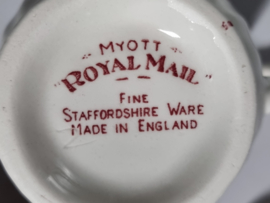 MYOTT
"ROYAL MAIL"
FINE
STAFFORDSHIRE WARE
MADE IN ENGLAND